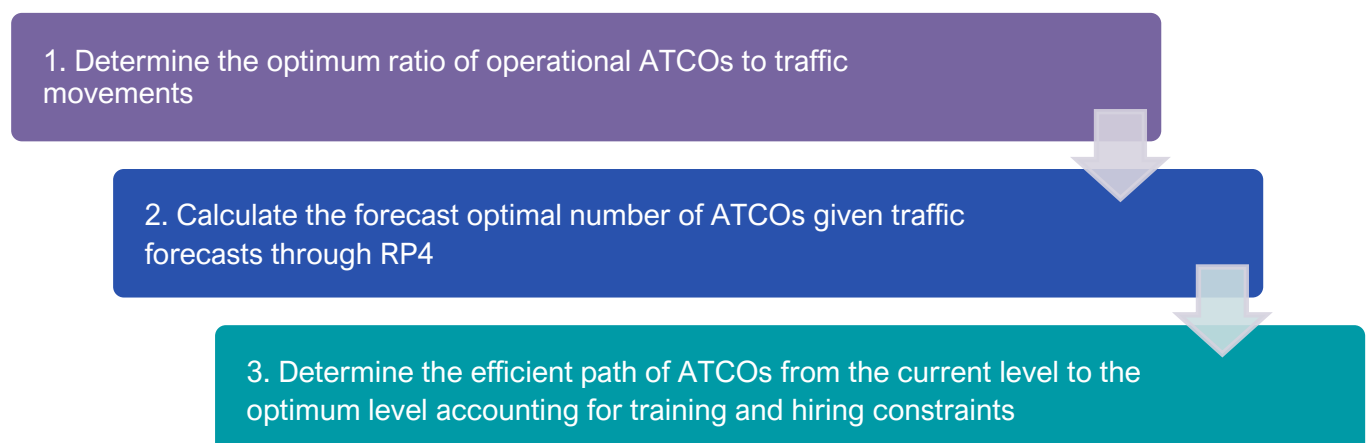 1. Determine the optimum ratio of operational ATCOs to traffic
movements
2. Calculate the forecast optimal number of ATCOs given traffic
forecasts through RP4
3. Determine the efficient path of ATCOs from the current level to the
optimum level accounting for training and hiring constraints